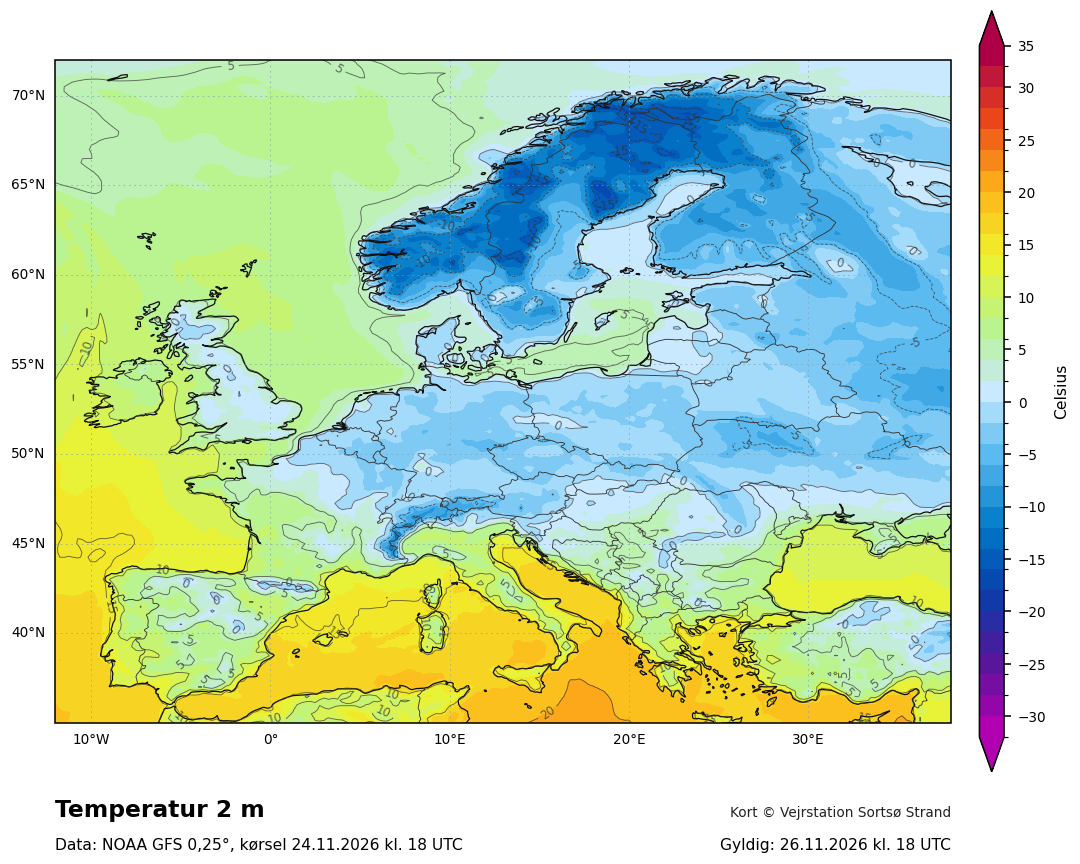 35
30
25
20
15
10
5
0
−5
−10
−15
−20
−25
−30
Celsius
70°N
65°N
60°N
55°N
50°N
45°N
40°N
10°W
0°
10°E
20°E
30°E
Temperatur 2 m
Kort © Vejrstation Sortsø Strand
Data: NOAA GFS 0,25°, kørsel 24.11.2026 kl. 18 UTC
Gyldig: 26.11.2026 kl. 18 UTC